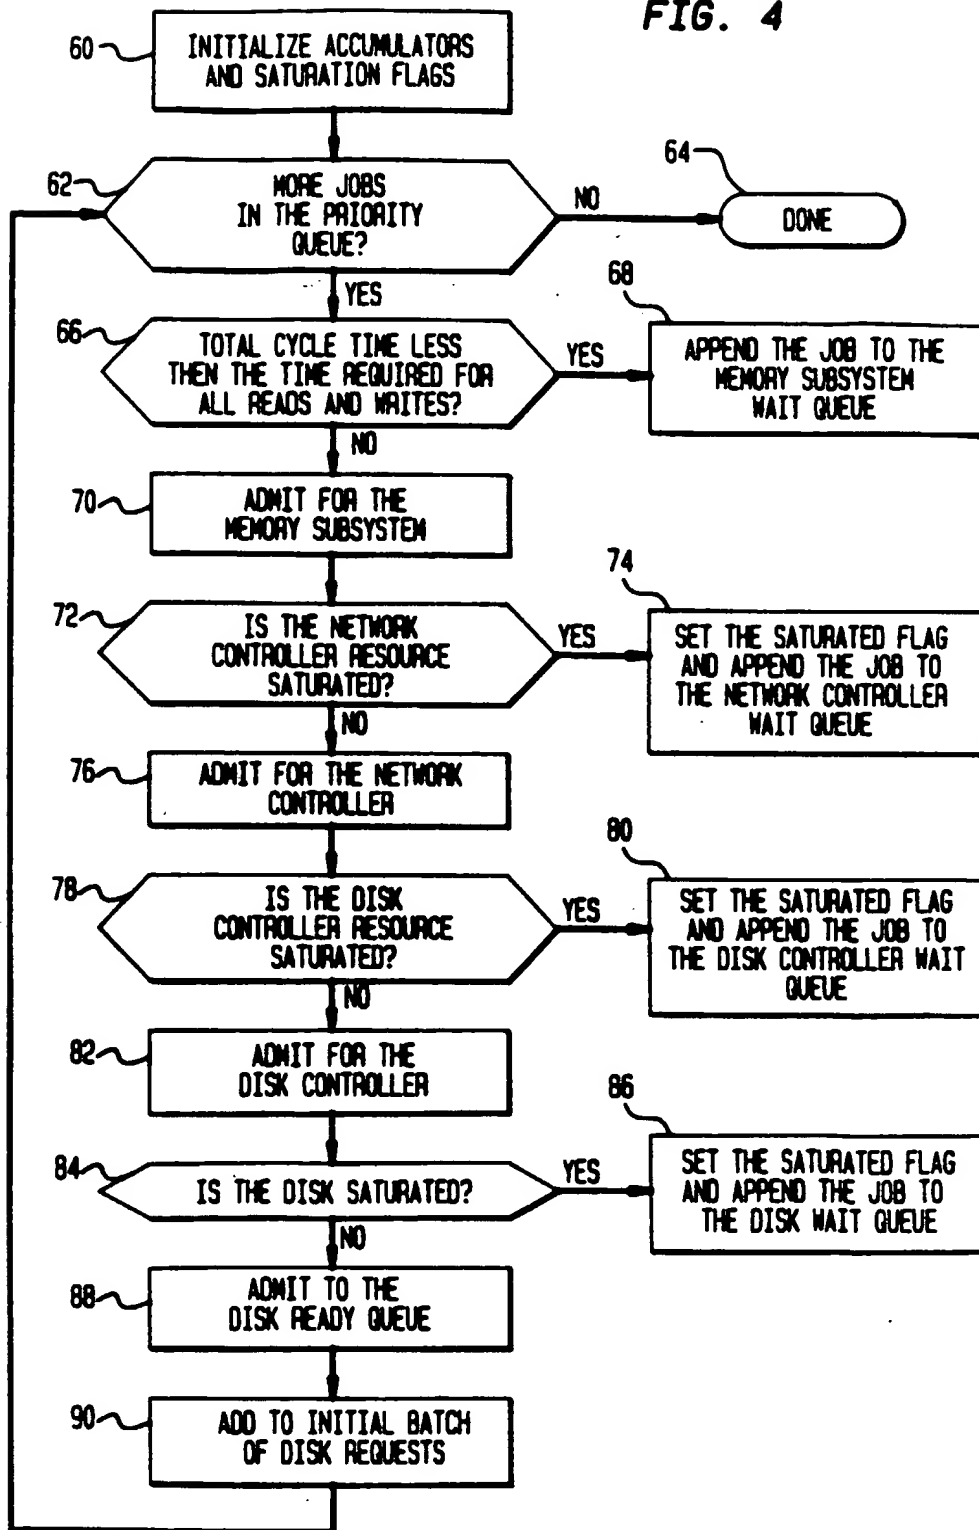 FIG. 4
60
INITIALIZE ACCUMULATORS
AND SATURATION FLAGS
62
MORE JOBS
IN THE PRIORITY
QUEUE?
NO
64
DONE
YES
66
TOTAL CYCLE TIME LESS
THEN THE TIME REQUIRED FOR
ALL READS AND WRITES?
YES
68
APPEND THE JOB TO THE
MEMORY SUBSYSTEM
WAIT QUEUE
NO
70
ADMIT FOR THE
MEMORY SUBSYSTEM
72
IS THE NETWORK
CONTROLLER RESOURCE
SATURATED?
YES
74
SET THE SATURATED FLAG
AND APPEND THE JOB TO
THE NETWORK CONTROLLER
WAIT QUEUE
NO
76
ADMIT FOR THE NETWORK
CONTROLLER
78
IS THE DISK
CONTROLLER RESOURCE
SATURATED?
YES
80
SET THE SATURATED FLAG
AND APPEND THE JOB TO
THE DISK CONTROLLER WAIT
QUEUE
NO
82
ADMIT FOR THE
DISK CONTROLLER
84
IS THE DISK SATURATED?
YES
86
SET THE SATURATED FLAG
AND APPEND THE JOB TO
THE DISK WAIT QUEUE
NO
88
ADMIT TO THE
DISK READY QUEUE
90
ADD TO INITIAL BATCH
OF DISK REQUESTS